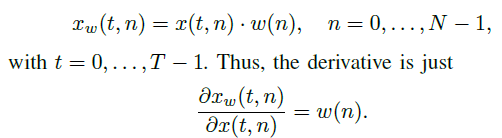 x_w(t, n) = x(t, n) · w(n), n = 0, . . . , N − 1,
with t = 0, . . . , T − 1. Thus, the derivative is just
∂x_w(t, n)
∂x(t, n)
= w(n).